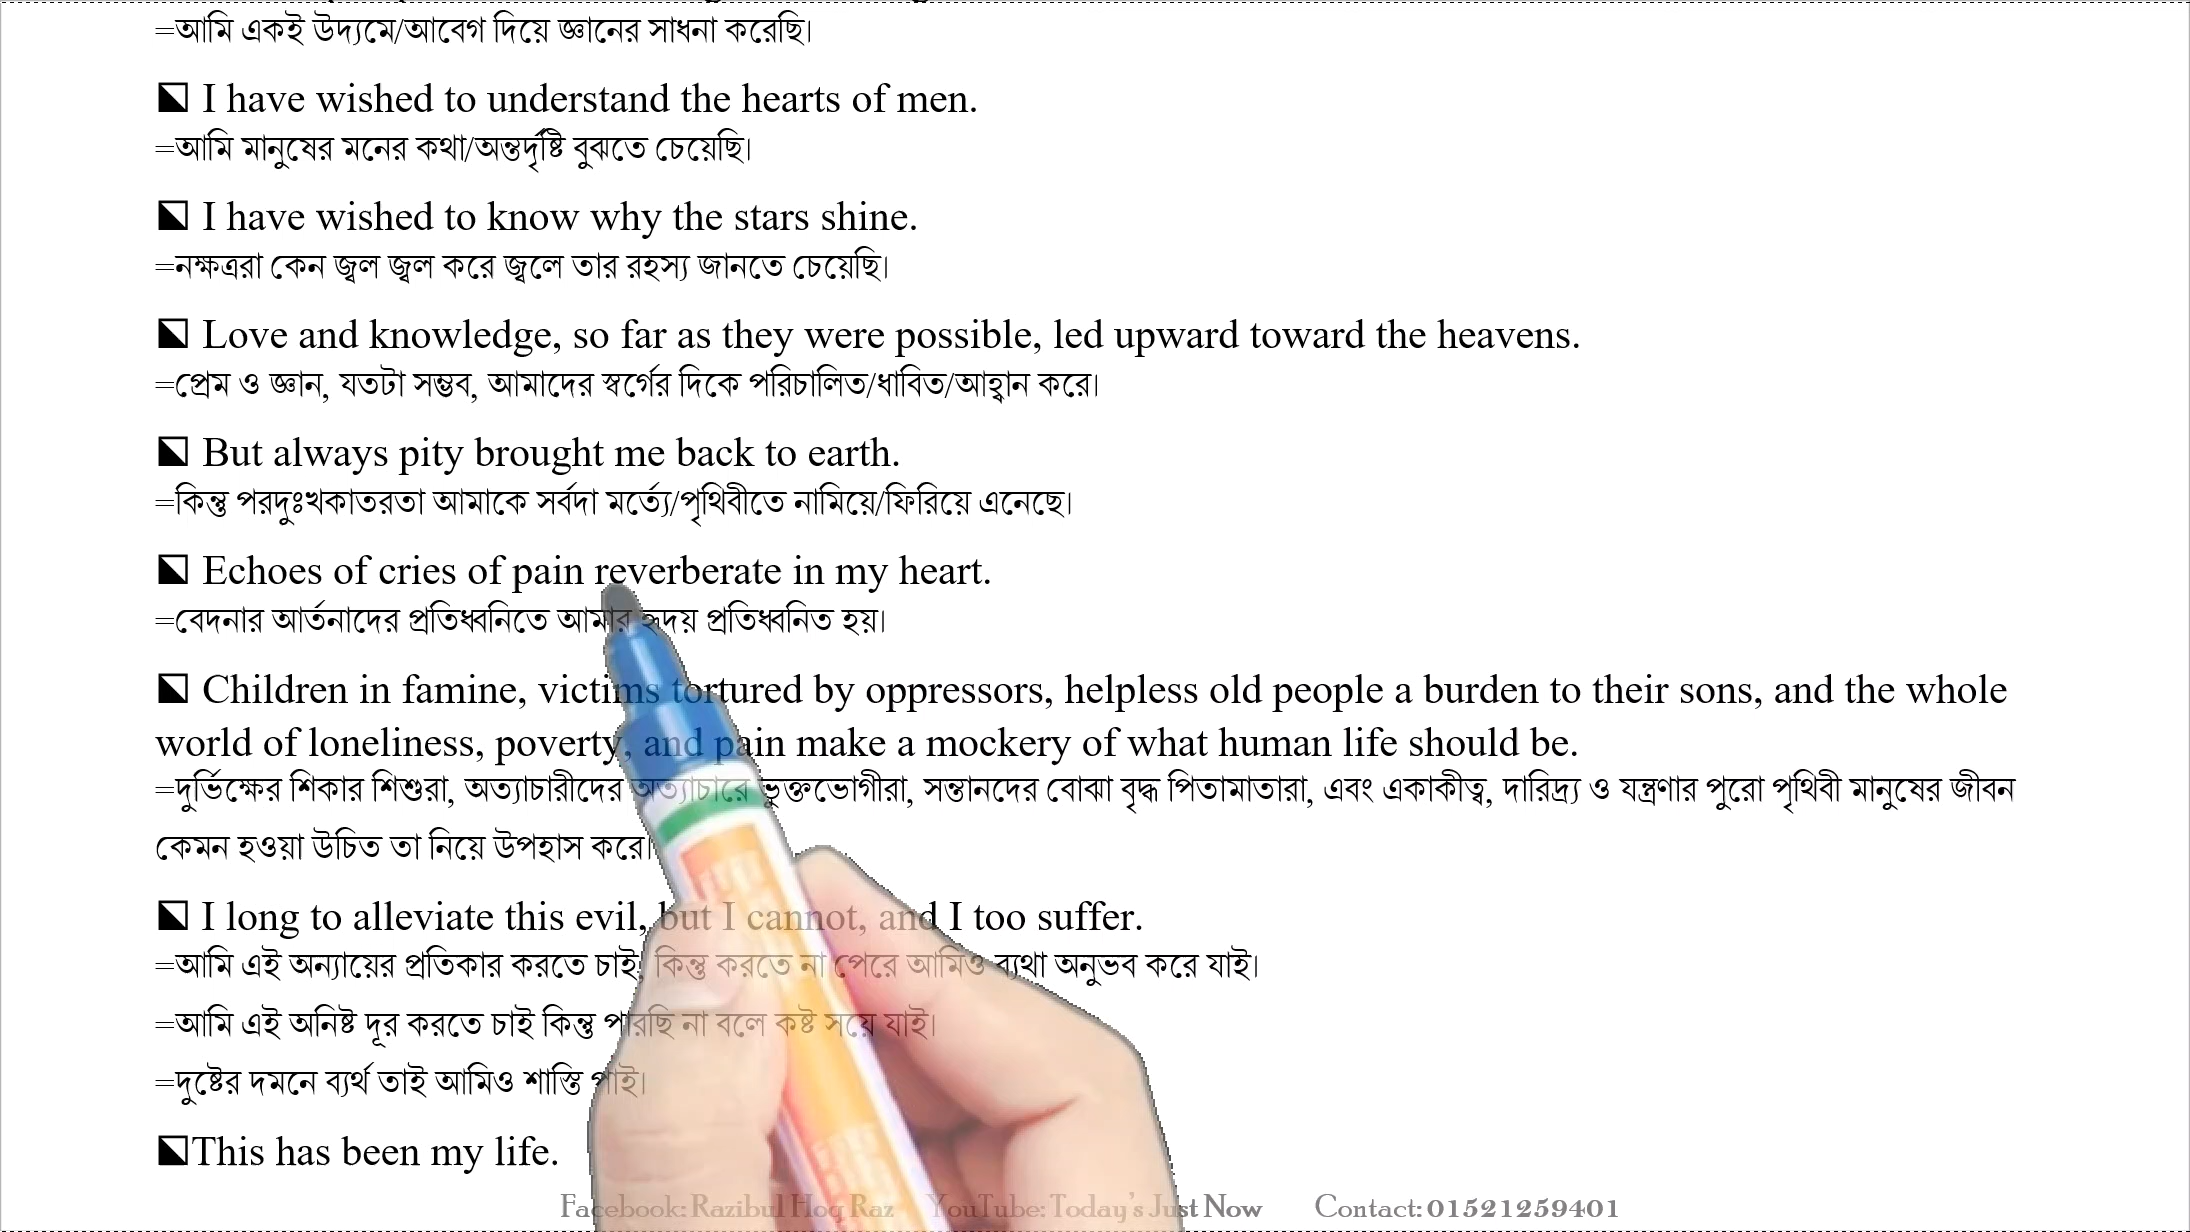 =আমি একই উদ্যমে/আবেগ দিয়ে জ্ঞানের সাধনা করেছি।
I have wished to understand the hearts of men.
=আমি মানুষের মনের কথা/অন্তর্দৃষ্টি বুঝতে চেয়েছি।
I have wished to know why the stars shine.
=নক্ষত্ররা কেন জ্বল জ্বল করে জ্বলে তার রহস্য জানতে চেয়েছি।
Love and knowledge, so far as they were possible, led upward toward the heavens.
=প্রেম ও জ্ঞান, যতটা সম্ভব, আমাদের স্বর্গের দিকে পরিচালিত/ধাবিত/আহ্বান করে।
But always pity brought me back to earth.
=কিন্তু পরদুঃখকাতরতা আমাকে সর্বদা মর্ত্যে/পৃথিবীতে নামিয়ে/ফিরিয়ে এনেছে।
Echoes of cries of pain reverberate in my heart.
=বেদনার আর্তনাদের প্রতিধ্বনিতে আমার হৃদয় প্রতিধ্বনিত হয়।
Children in famine, victims tortured by oppressors, helpless old people a burden to their sons, and the whole
world of loneliness, poverty, and pain make a mockery of what human life should be.
=দুর্ভিক্ষের শিকার শিশুরা, অত্যাচারীদের অত্যাচারে ভুক্তভোগীরা, সন্তানদের বোঝা বৃদ্ধ পিতামাতারা, এবং একাকীত্ব, দারিদ্র্য ও যন্ত্রণার পুরো পৃথিবী মানুষের জীবন
কেমন হওয়া উচিত তা নিয়ে উপহাস করে।
I long to alleviate this evil, but I cannot, and I too suffer.
=আমি এই অন্যায়ের প্রতিকার করতে চাই, কিন্তু করতে না পেরে আমিও ব্যথা অনুভব করে যাই।
=আমি এই অনিষ্ট দূর করতে চাই কিন্তু পারছি না বলে কষ্ট সয়ে যাই।
=দুষ্টের দমনে ব্যর্থ তাই আমিও শাস্তি পাই।
This has been my life.
Facebook: Razibul Hoq Raz YouTube: Today's Just Now Contact: 01521259401